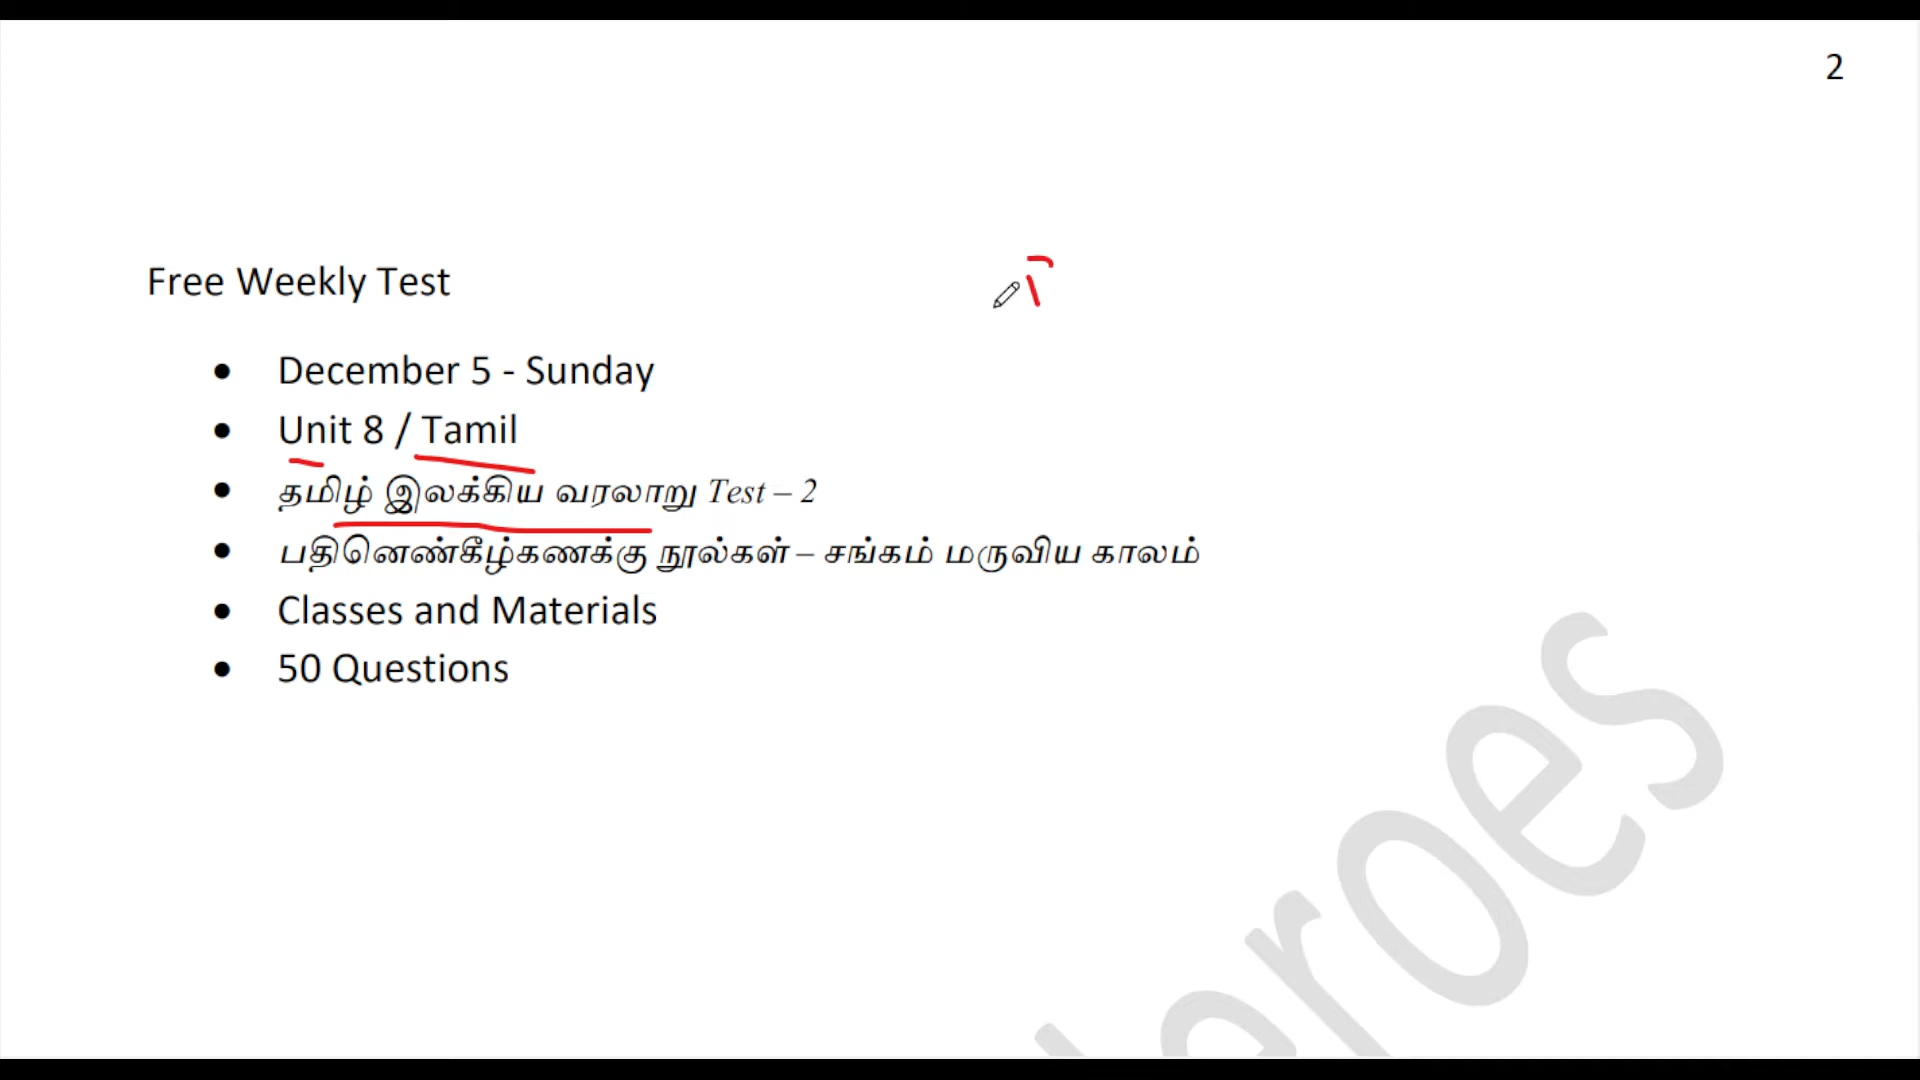 2
Free Weekly Test
• December 5 - Sunday
• Unit 8 / Tamil
• தமிழ் இலக்கிய வரலாறு Test – 2
• பதினெண்கீழ்கணக்கு நூல்கள் – சங்கம் மருவிய காலம்
• Classes and Materials
• 50 Questions